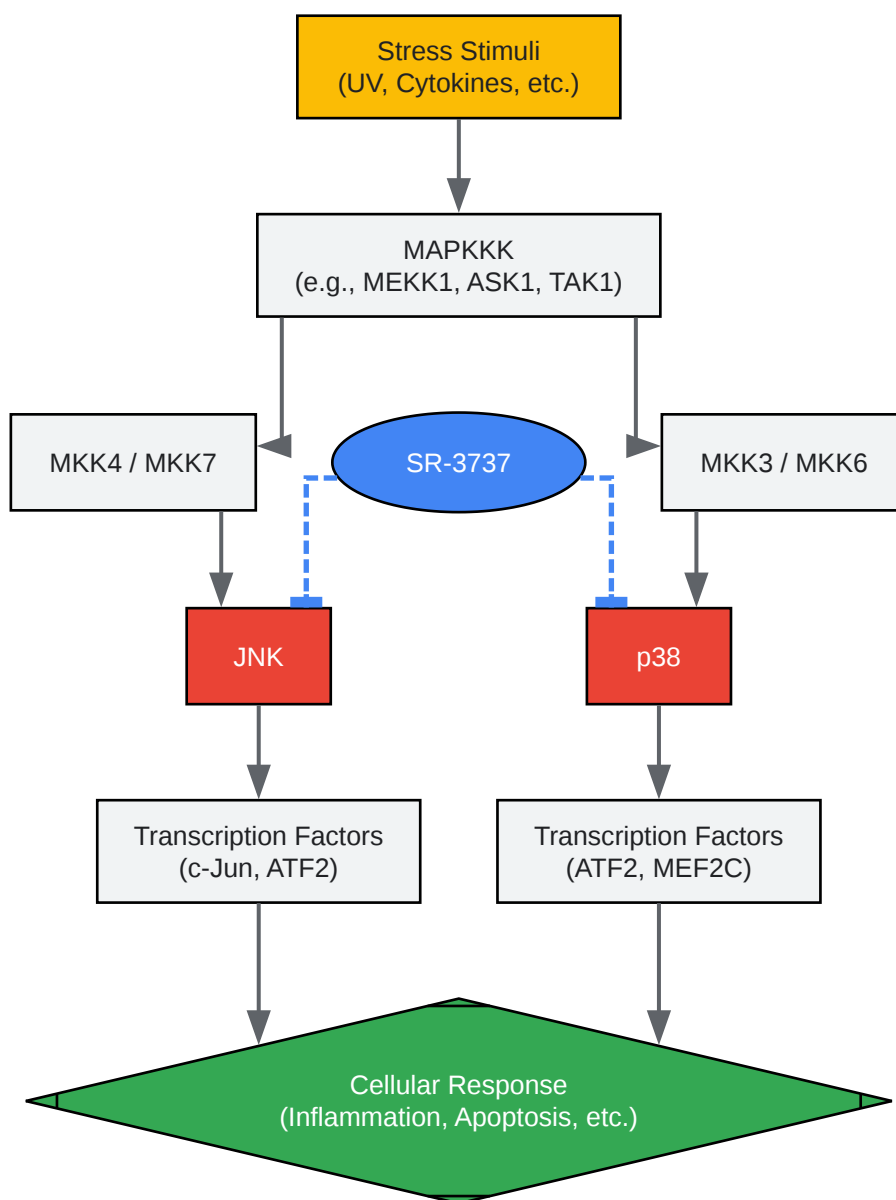 Stress Stimuli
(UV, Cytokines, etc.)
MAPKKK
(e.g., MEKK1, ASK1, TAK1)
MKK4 / MKK7
SR-3737
MKK3 / MKK6
JNK
p38
Transcription Factors
(c-Jun, ATF2)
Transcription Factors
(ATF2, MEF2C)
Cellular Response
(Inflammation, Apoptosis, etc.)